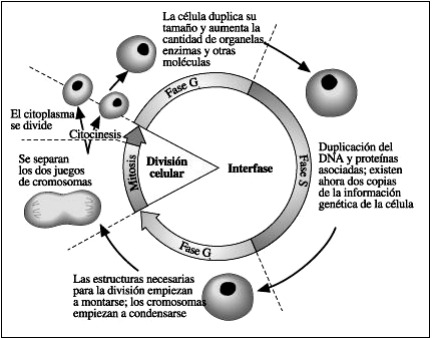 La célula duplica su
tamaño y aumenta la
cantidad de organelas,
enzimas y otras
moléculas
Fase G
El citoplasma
se divide
Citocinesis
Se separan
los dos juegos
de cromosomas
Mitosis
División
celular
Interfase
Fase S
Duplicación del
DNA y proteínas
asociadas; existen
ahora dos copias
de la información
genética de la célula
Fase G
Las estructuras necesarias
para la división empiezan
a montarse; los cromosomas
empiezan a condensarse